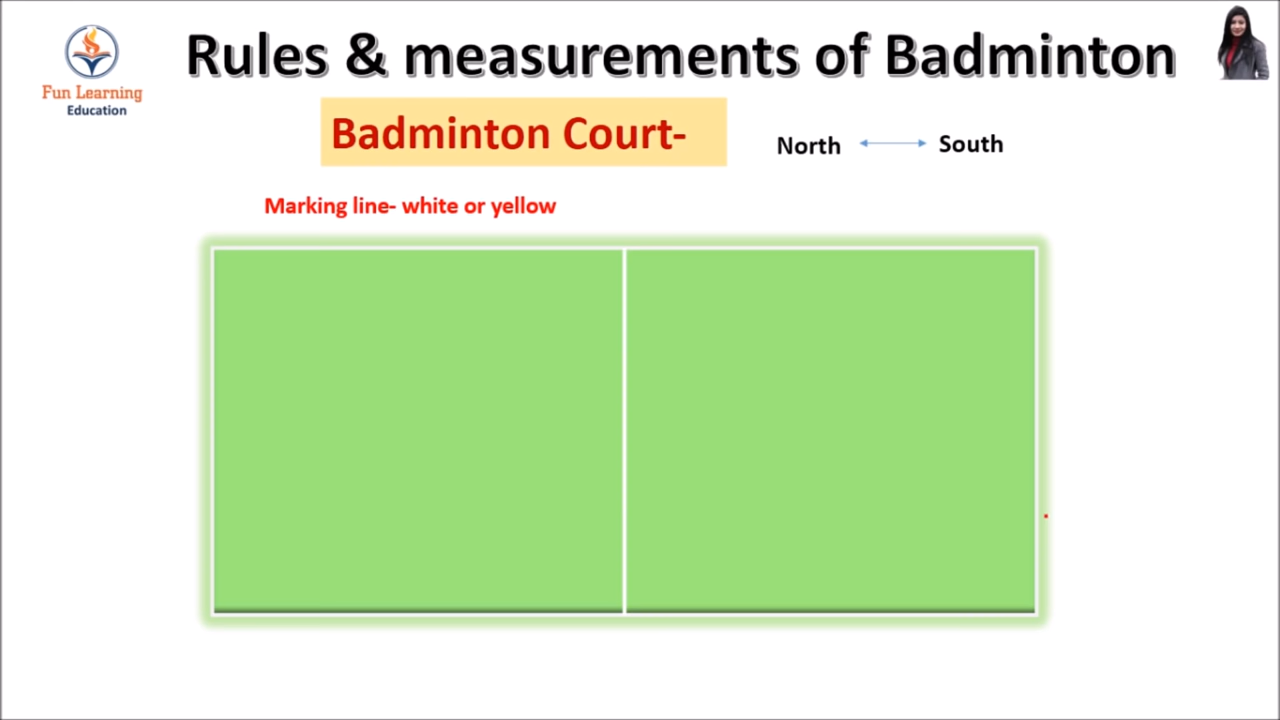 Rules & measurements of Badminton
Fun Learning
Education
Badminton Court-
North South
Marking line- white or yellow